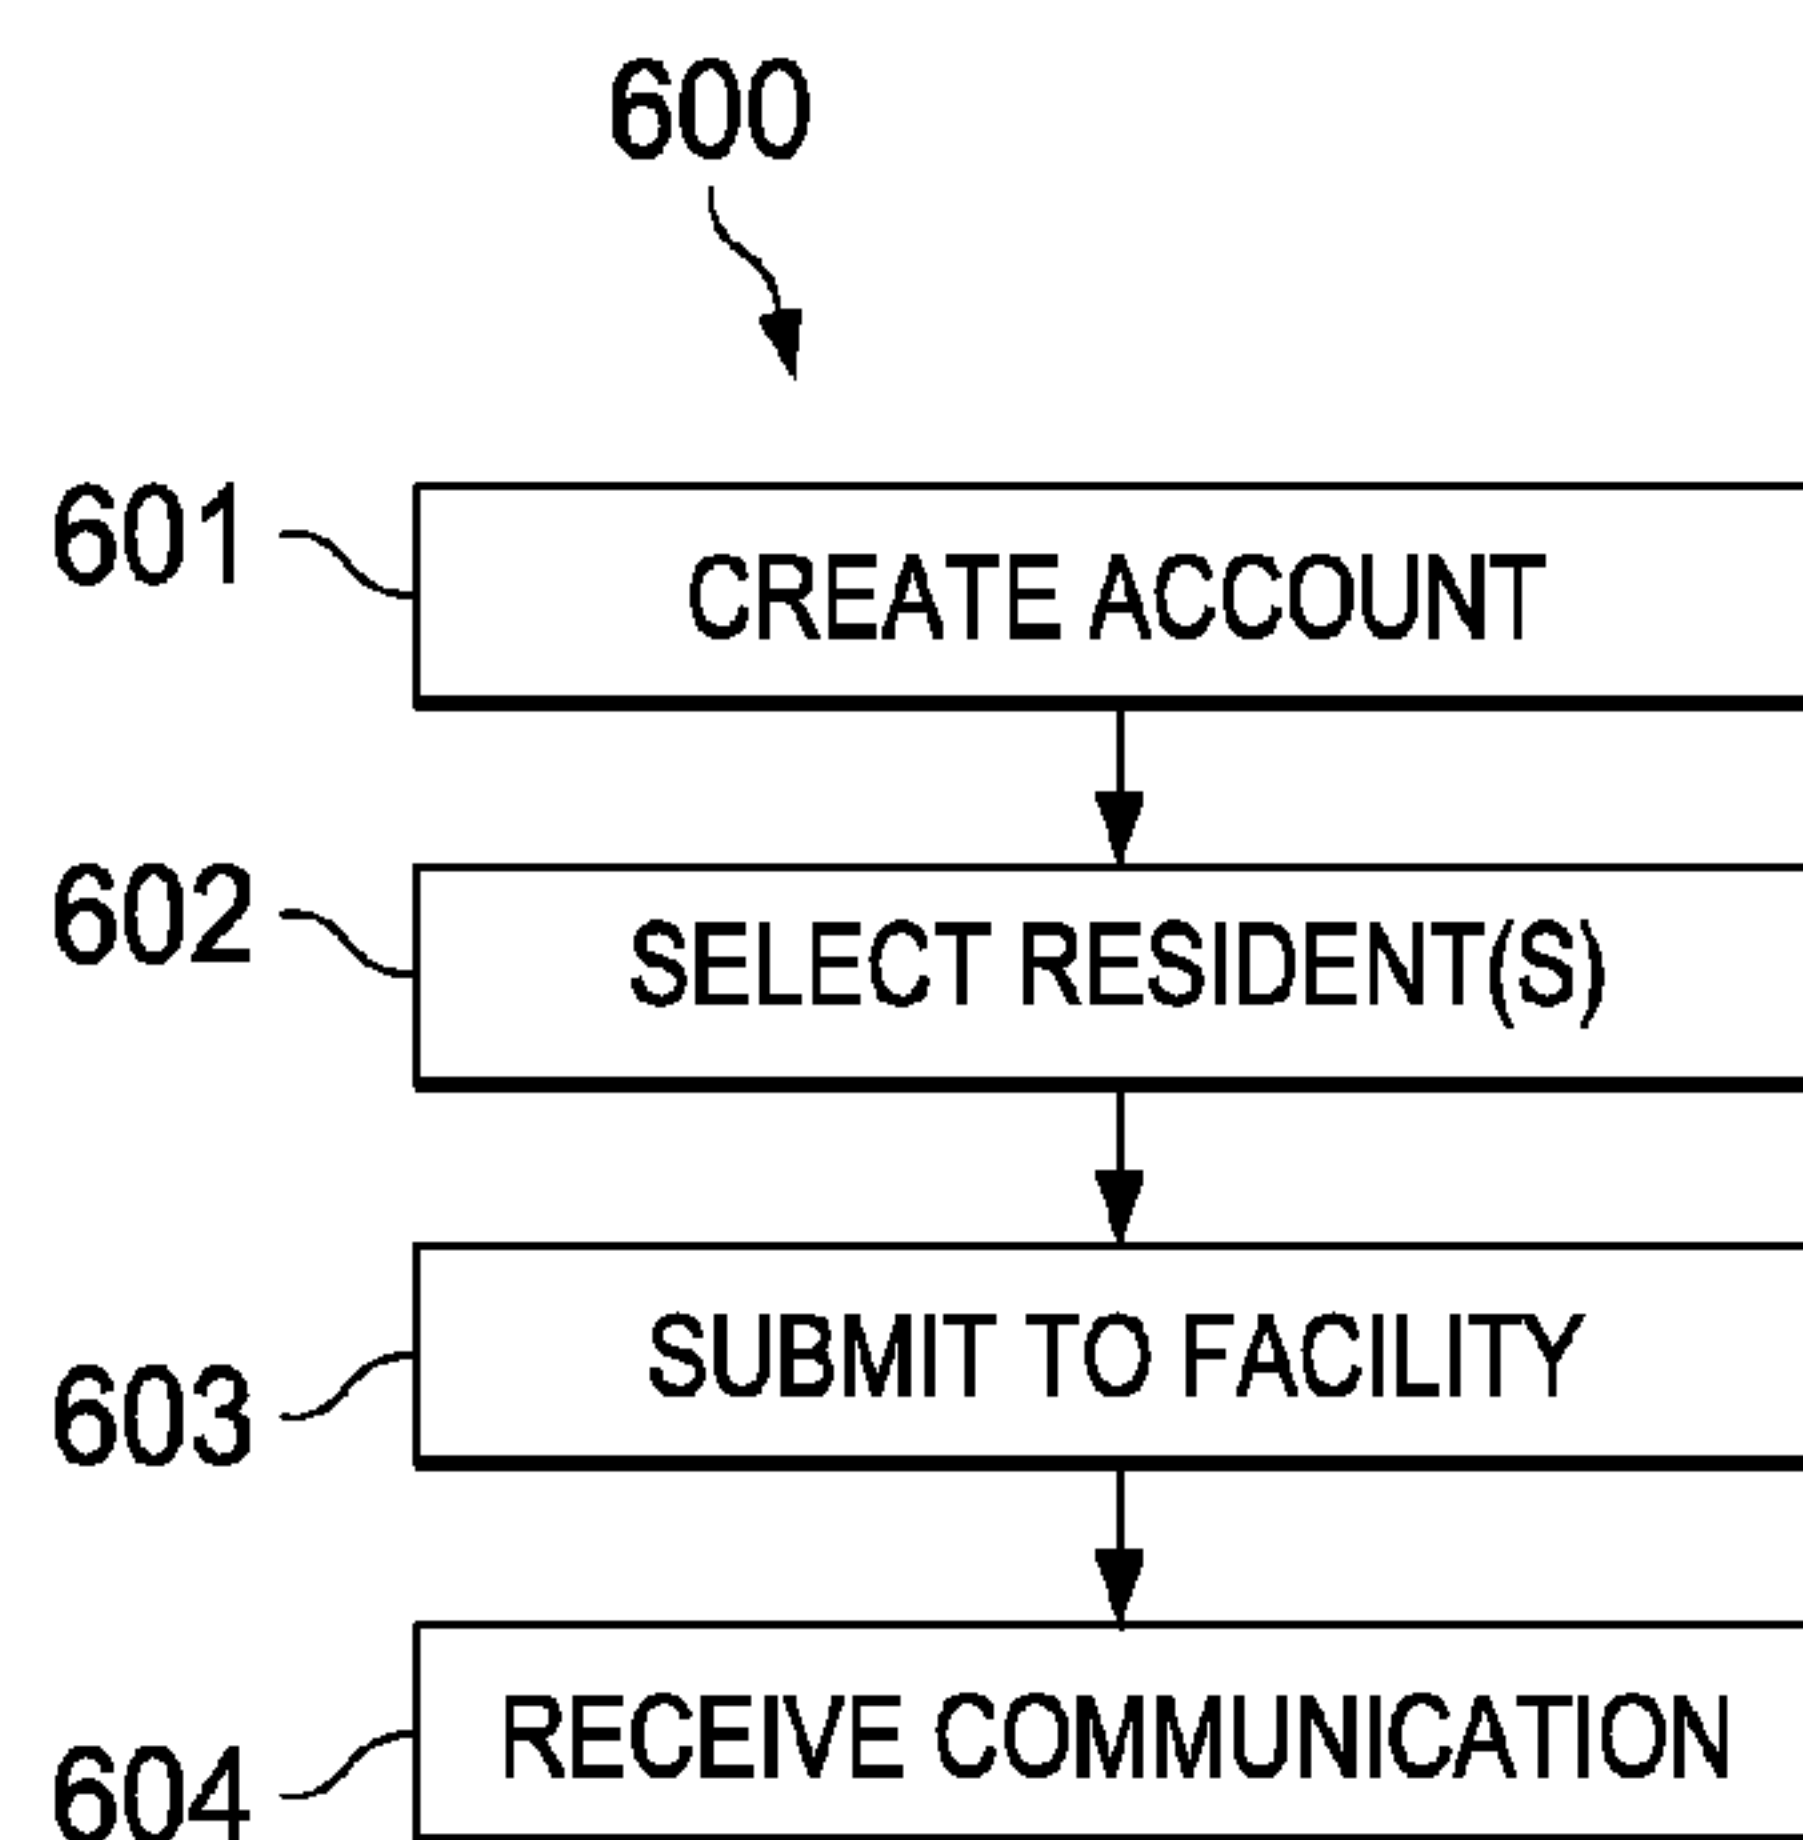 600
601
CREATE ACCOUNT
602
SELECT RESIDENT(S)
603
SUBMIT TO FACILITY
604
RECEIVE COMMUNICATION